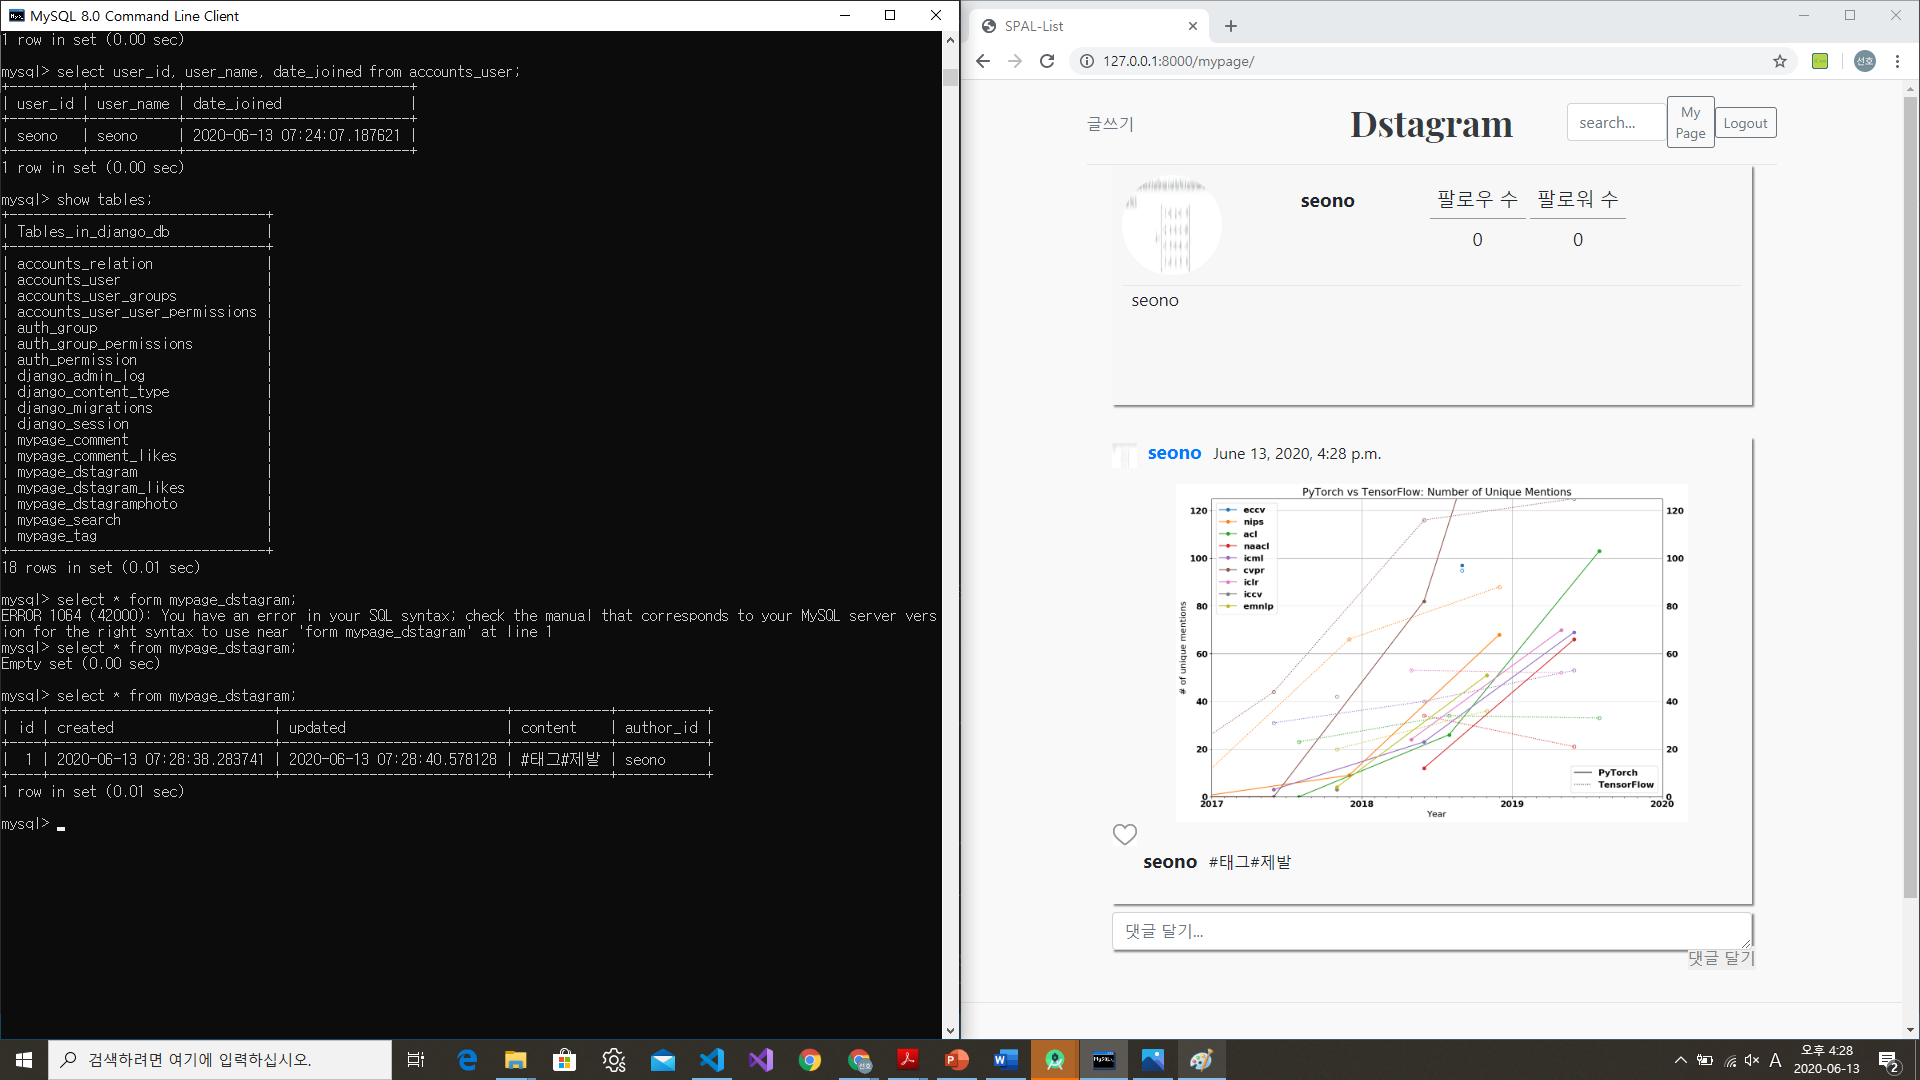 MySQL 8.0 Command Line Client
1 row in set (0.00 sec)
mysql> select user_id, user_name, date_joined from accounts_user;
+---------+-----------+----------------------------+
| user_id | user_name | date_joined |
| seono | seono | 2020-06-13 07:24:07.187621 |
1 row in set (0.00 sec)
mysql> show tables;
| Tables_in_django_db |
| accounts_relation |
| accounts_user |
| accounts_user_groups |
| accounts_user_user_permissions |
| auth_group |
| auth_group_permissions |
| auth_permission |
| django_admin_log |
| django_content_type |
| django_migrations |
| django_session |
| mypage_comment |
| mypage_comment_likes |
| mypage_dstagram |
| mypage_dstagram_likes |
| mypage_dstagramphoto |
| mypage_search |
| mypage_tag |
18 rows in set (0.01 sec)
mysql> select * form mypage_dstagram;
ERROR 1064 (42000): You have an error in your SQL syntax; check the manual that corresponds to your MySQL server vers
ion for the right syntax to use near 'form mypage_dstagram' at line 1
mysql> select * from mypage_dstagram;
Empty set (0.00 sec)
mysql> select * from mypage_dstagram;
| id | created | updated | content | author_id |
| 1 | 2020-06-13 07:28:38.283741 | 2020-06-13 07:28:40.578128 | #태그#제발 | seono |
1 row in set (0.01 sec)
mysql>
SPAL-List
127.0.0.1:8000/mypage/
선호
글쓰기
Dstagram
search...
My
Page
Logout
seono
팔로우 수 팔로워 수
0 0
seono
seono June 13, 2020, 4:28 p.m.
PyTorch vs TensorFlow: Number of Unique Mentions
eccv
nips
acl
naacl
icml
cvpr
iclr
iccv
emnlp
120
100
80
60
40
20
0
120
100
80
60
40
20
0
# of unique mentions
PyTorch
TensorFlow
2017 2018 2019 2020
Year
seono #태그#제발
댓글 달기...
댓글 달기
검색하려면 여기에 입력하십시오.
A
오후 4:28
2020-06-13
2